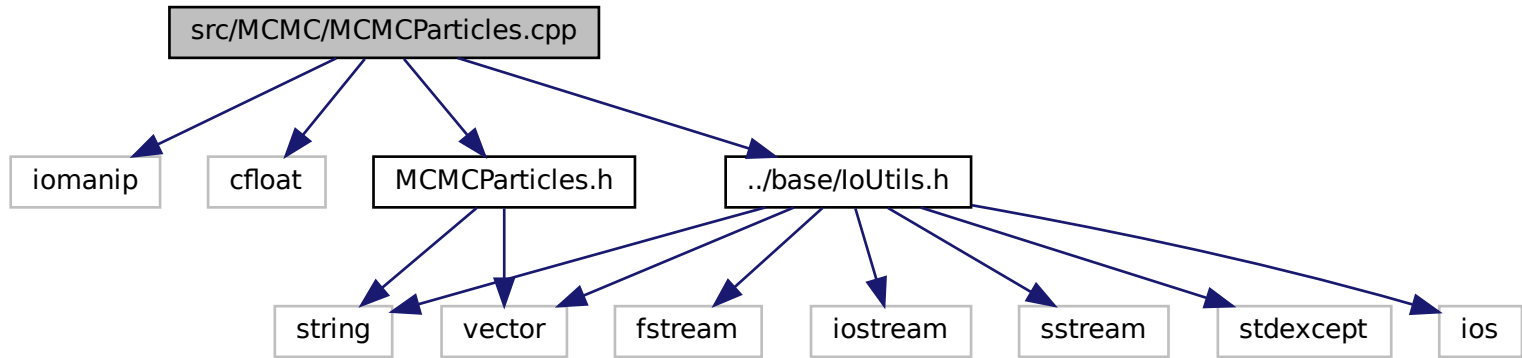 src/MCMC/MCMCParticles.cpp
iomanip
cfloat
MCMCParticles.h
../base/IoUtils.h
string
vector
fstream
iostream
sstream
stdexcept
ios